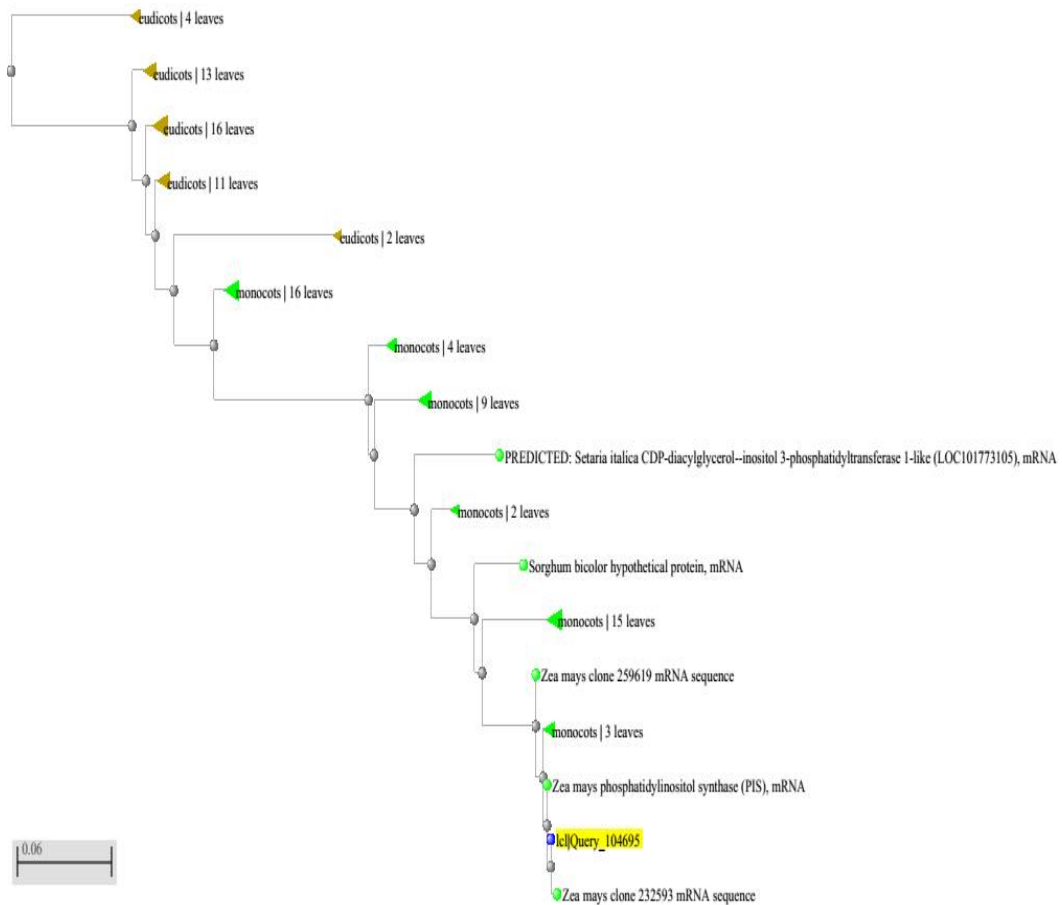 eudicots | 4 leaves
eudicots | 13 leaves
eudicots | 16 leaves
eudicots | 11 leaves
eudicots | 2 leaves
monocots | 16 leaves
monocots | 4 leaves
monocots | 9 leaves
PREDICTED: Setaria italica CDP-diacylglycerol--inositol 3-phosphatidyltransferase 1-like (LOC101773105), mRNA
monocots | 2 leaves
Sorghum bicolor hypothetical protein, mRNA
monocots | 15 leaves
Zea mays clone 259619 mRNA sequence
monocots | 3 leaves
Zea mays phosphatidylinositol synthase (PIS), mRNA
lcl|Query_104695
0.06
Zea mays clone 232593 mRNA sequence